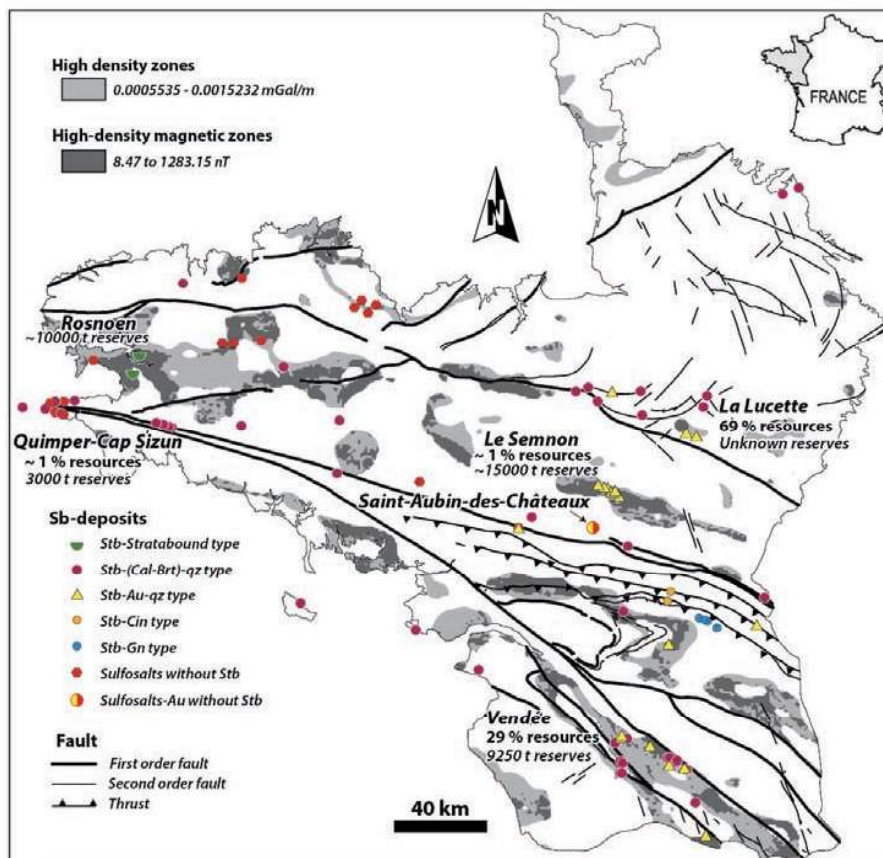 High density zones
0.0005535 - 0.0015232 mGal/m
High-density magnetic zones
8.47 to 1283.15 nT
FRANCE
N
Rosnoen
~10000 t reserves
La Lucette
69 % resources
Unknown reserves
Quimper-Cap Sizun
~ 1 % resources
3000 t reserves
Le Semnon
~ 1 % resources
~15000 t reserves
Saint-Aubin-des-Châteaux
Sb-deposits
Stb-Stratabound type
Stb-(Cal-Brt)-qz type
Stb-Au-qz type
Stb-Cin type
Stb-Gn type
Sulfosalts without Stb
Sulfosalts-Au without Stb
Vendée
29 % resources
9250 t reserves
Fault
First order fault
Second order fault
Thrust
40 km